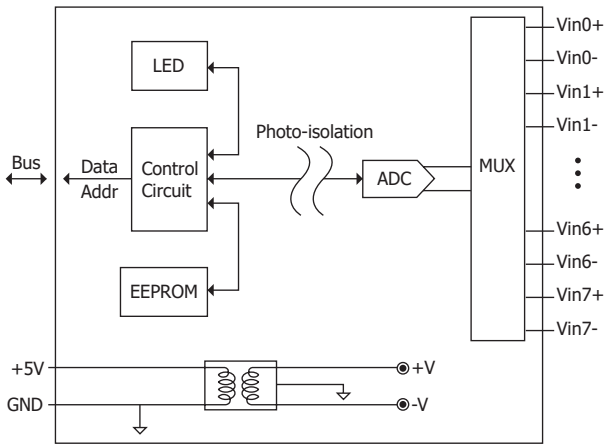 Vin0+
LED
Vin0-
Vin1+
Photo-isolation
Vin1-
Bus
Data
Addr
Control
Circuit
ADC
MUX
Vin6+
Vin6-
EEPROM
Vin7+
Vin7-
+5V
+V
GND
-V